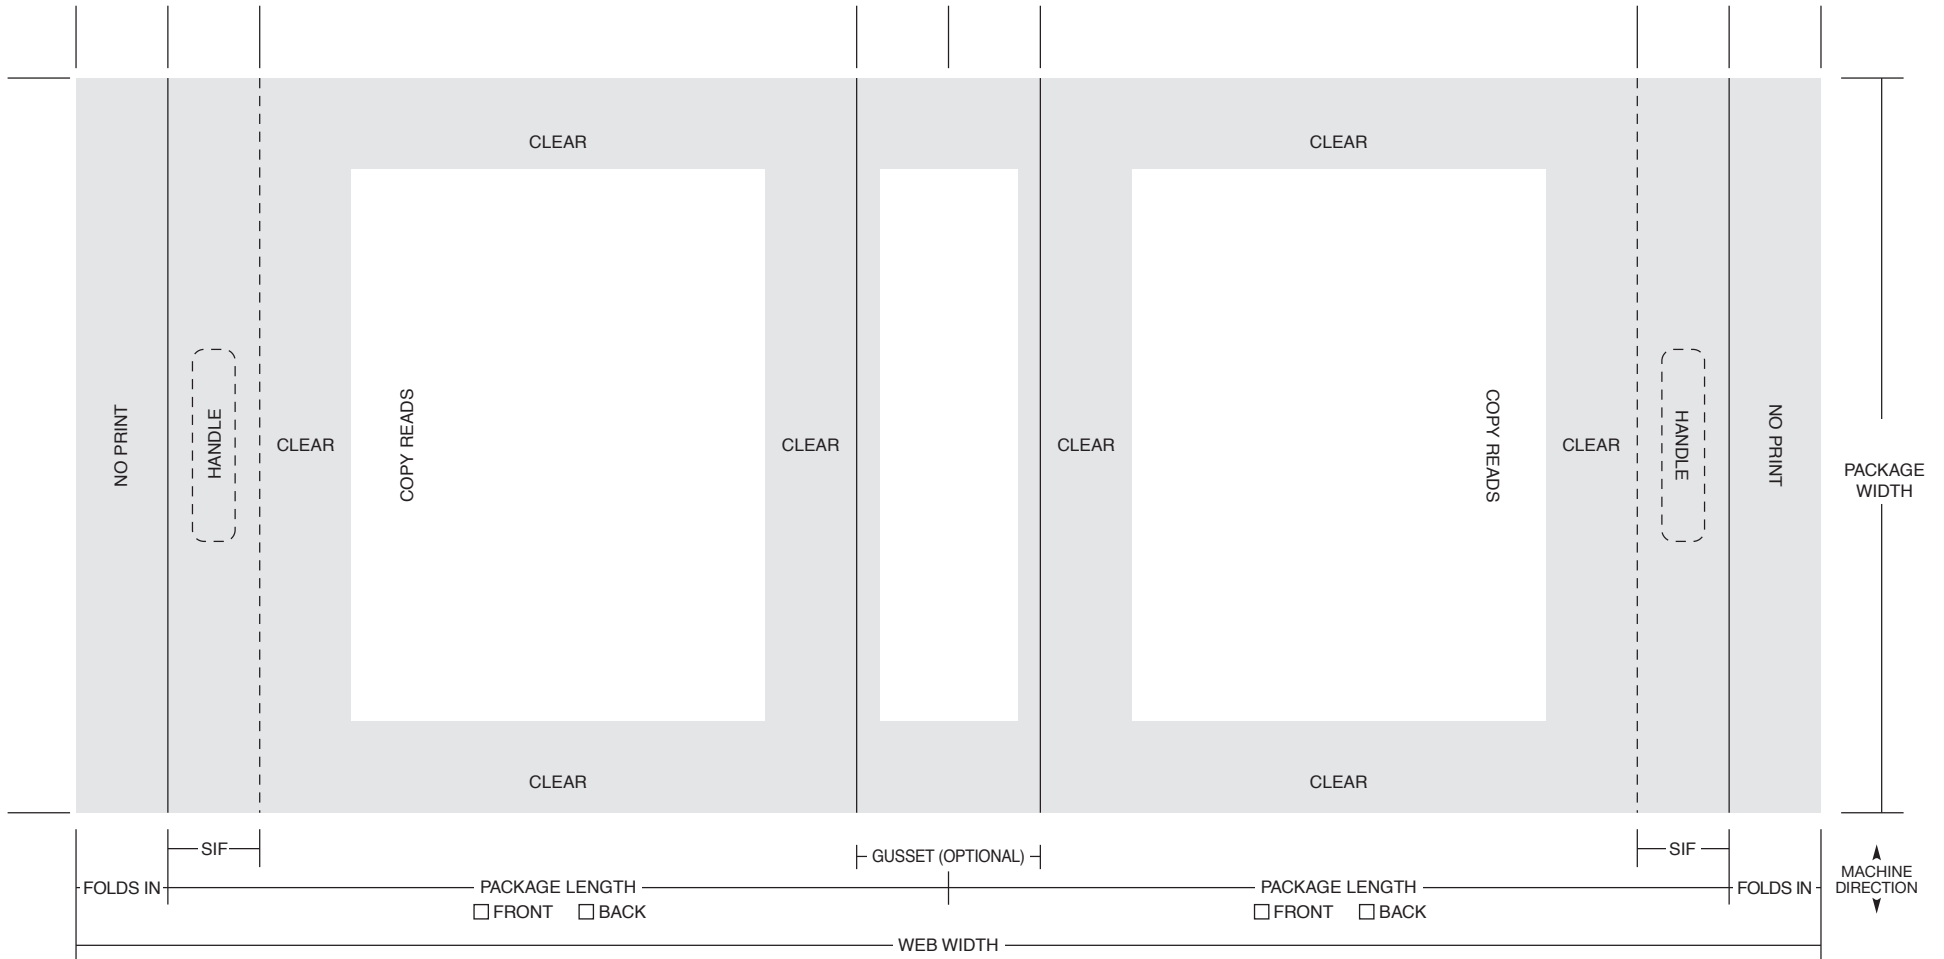 CLEAR
CLEAR
NO PRINT
HANDLE
CLEAR
COPY READS
CLEAR
CLEAR
COPY READS
CLEAR
HANDLE
NO PRINT
PACKAGE
WIDTH
CLEAR
CLEAR
SIF
GUSSET (OPTIONAL)
SIF
MACHINE
DIRECTION
FOLDS IN
PACKAGE LENGTH
PACKAGE LENGTH
FOLDS IN
FRONT BACK
FRONT BACK
WEB WIDTH